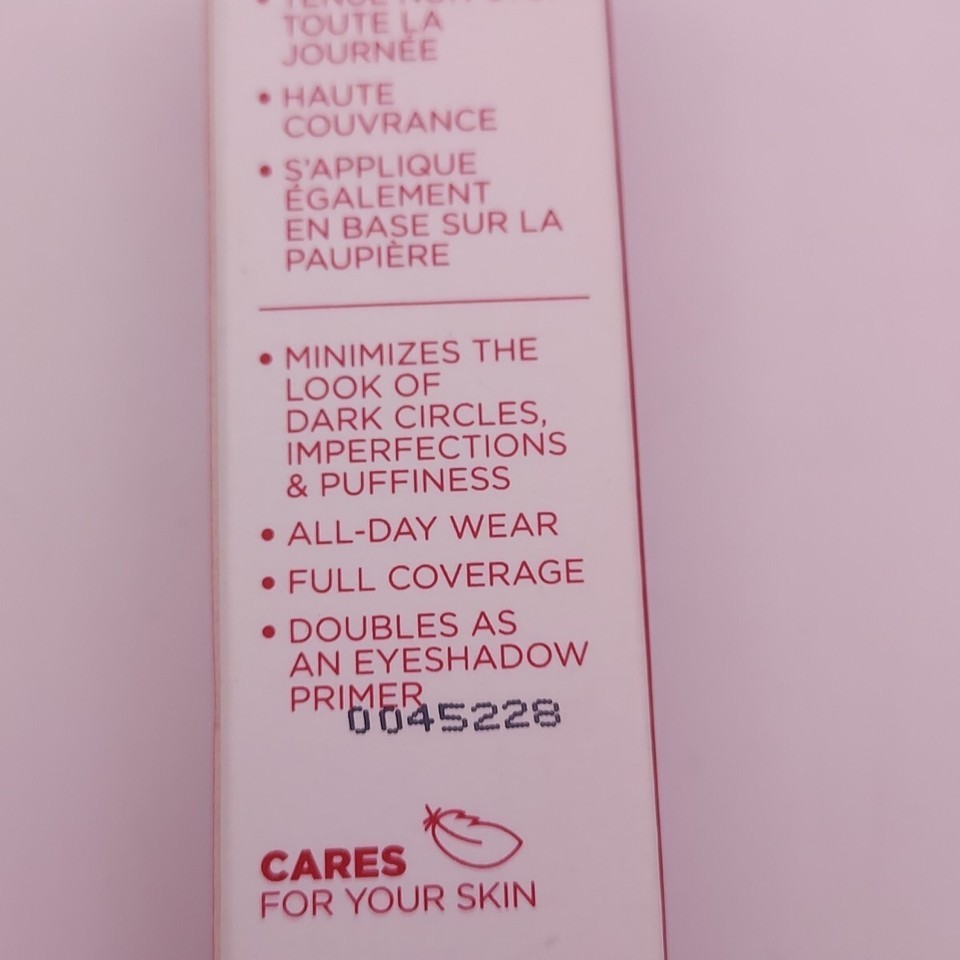 TOUTE LA
JOURNÉE
• HAUTE
COUVRANCE
• S'APPLIQUE
ÉGALEMENT
EN BASE SUR LA
PAUPIÈRE
• MINIMIZES THE
LOOK OF
DARK CIRCLES,
IMPERFECTIONS
& PUFFINESS
• ALL-DAY WEAR
• FULL COVERAGE
• DOUBLES AS
AN EYESHADOW
PRIMER
0045228
CARES
FOR YOUR SKIN